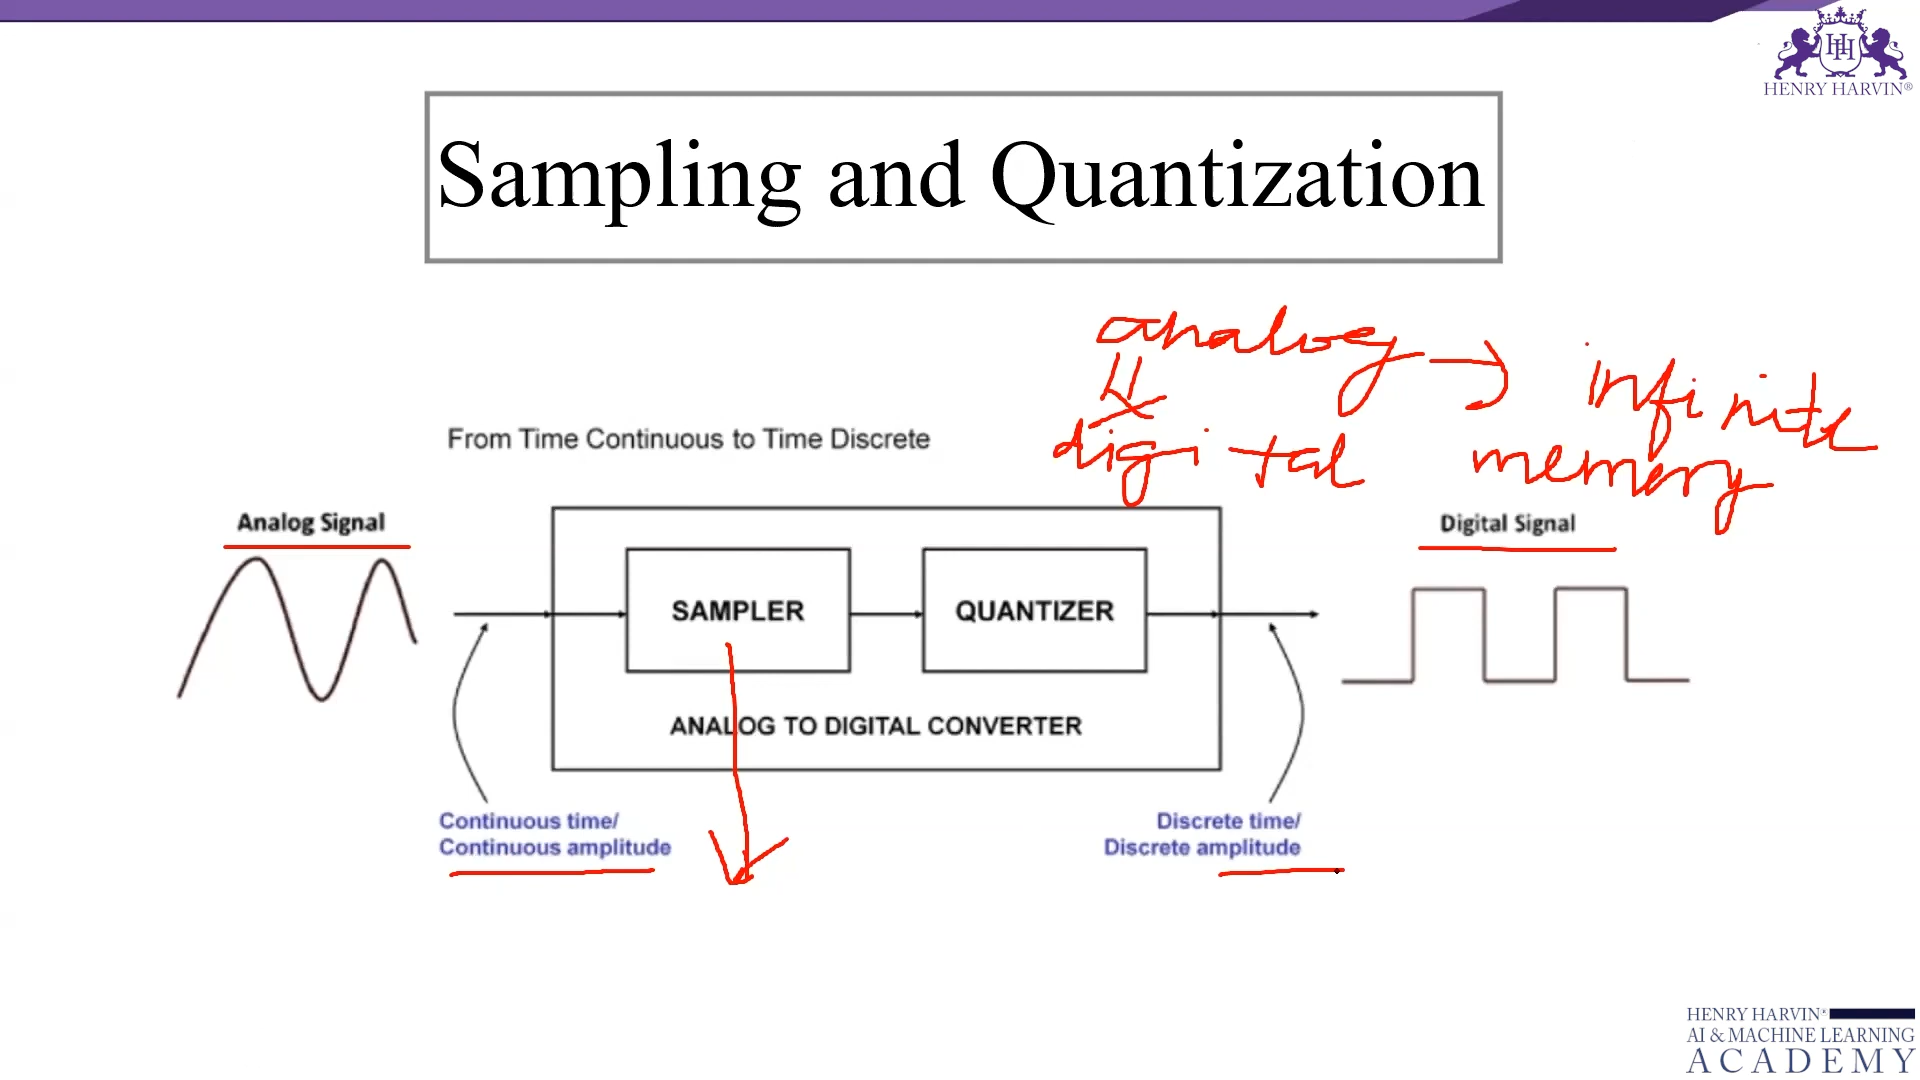 HENRY HARVIN®
Sampling and Quantization
analog → infinite
digital memory
From Time Continuous to Time Discrete
Analog Signal
Digital Signal
SAMPLER
QUANTIZER
ANALOG TO DIGITAL CONVERTER
Continuous time/
Continuous amplitude
Discrete time/
Discrete amplitude
HENRY HARVIN®
AI & MACHINE LEARNING
ACADEMY